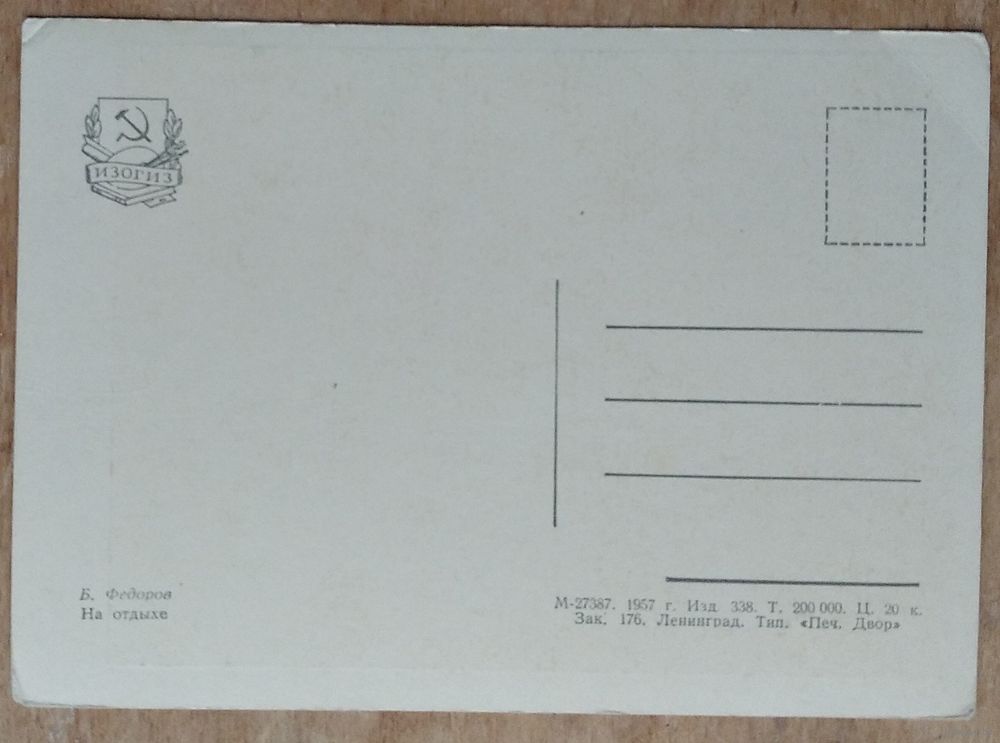 ИЗОГИЗ
Б. Федоров
На отдыхе
М-27387. 1957 г. Изд. 338. Т. 200 000. Ц. 20 к.
Зак. 176. Ленинград. Тип. «Печ. Двор»